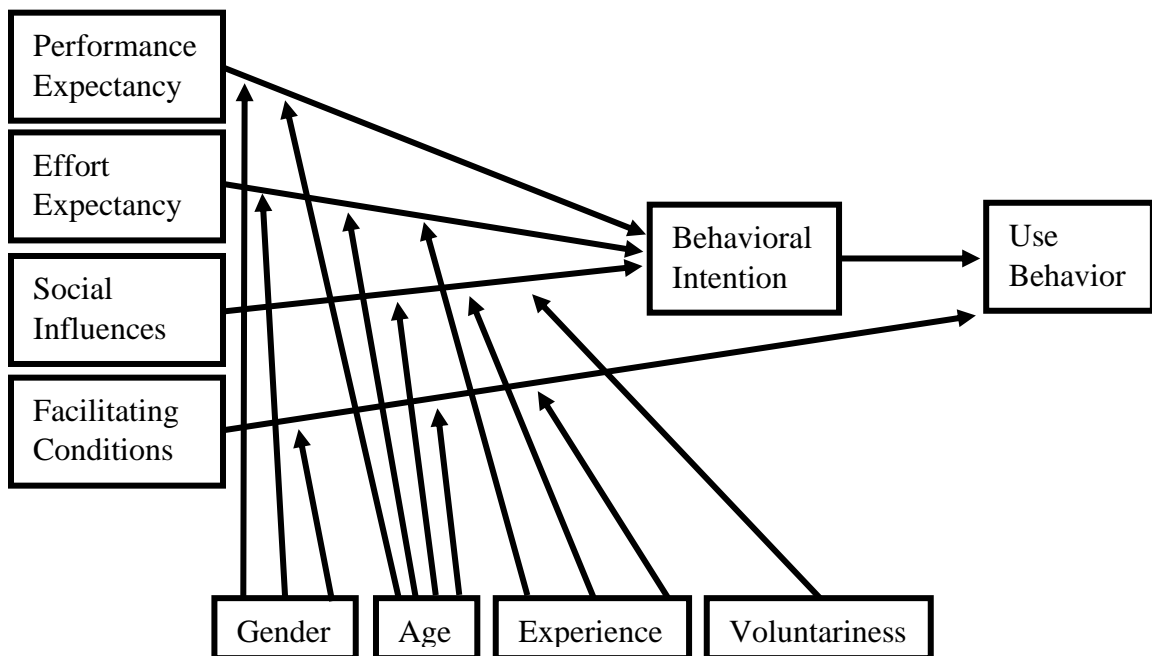 Performance
Expectancy
Effort
Expectancy
Social
Influences
Facilitating
Conditions
Behavioral
Intention
Use
Behavior
Gender
Age
Experience
Voluntariness